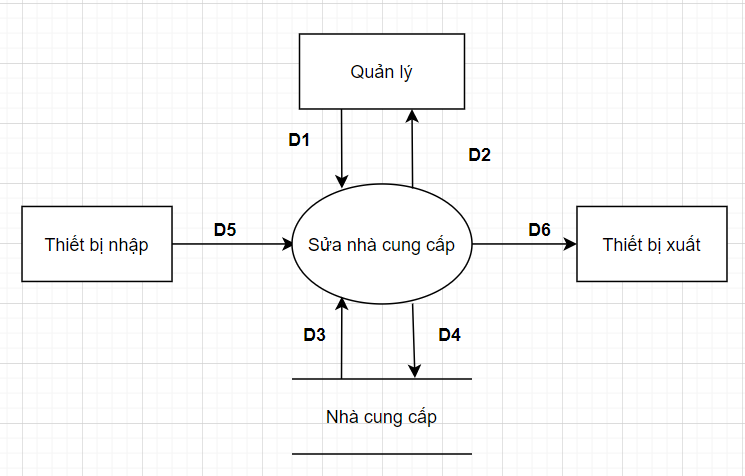 Quản lý
D1
D2
Thiết bị nhập
D5
Sửa nhà cung cấp
D6
Thiết bị xuất
D3
D4
Nhà cung cấp